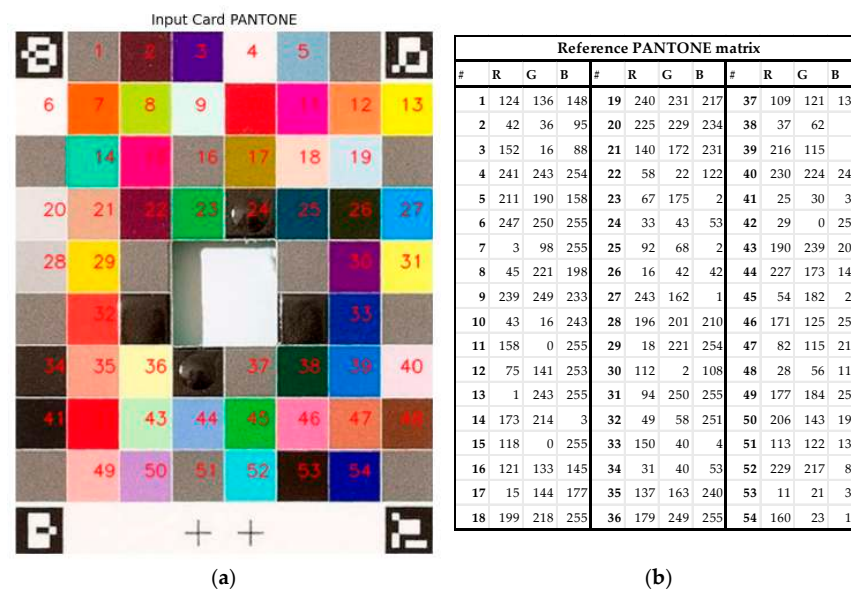 Input Card PANTONE
1 2 3 4 5
6 7 8 9 11 12 13
14 15 16 17 18 19
20 21 22 23 24 25 26 27
28 29 30 31
32 33
34 35 36 37 38 39 40
41 43 44 45 46 47 48
49 50 51 52 53 54
(a)
Reference PANTONE matrix
# R G B # R G B # R G B
1 124 136 148 19 240 231 217 37 109 121 13
2 42 36 95 20 225 229 234 38 37 62
3 152 16 88 21 140 172 231 39 216 115
4 241 243 254 22 58 22 122 40 230 224 24
5 211 190 158 23 67 175 2 41 25 30 3
6 247 250 255 24 33 43 53 42 29 0 25
7 3 98 255 25 92 68 2 43 190 239 20
8 45 221 198 26 16 42 42 44 227 173 14
9 239 249 233 27 243 162 1 45 54 182 2
10 43 16 243 28 196 201 210 46 171 125 25
11 158 0 255 29 18 221 254 47 82 115 21
12 75 141 253 30 112 2 108 48 28 56 11
13 1 243 255 31 94 250 255 49 177 184 25
14 173 214 3 32 49 58 251 50 206 143 19
15 118 0 255 33 150 40 4 51 113 122 13
16 121 133 145 34 31 40 53 52 229 217 8
17 15 144 177 35 137 163 240 53 11 21 3
18 199 218 255 36 179 249 255 54 160 23 1
(b)